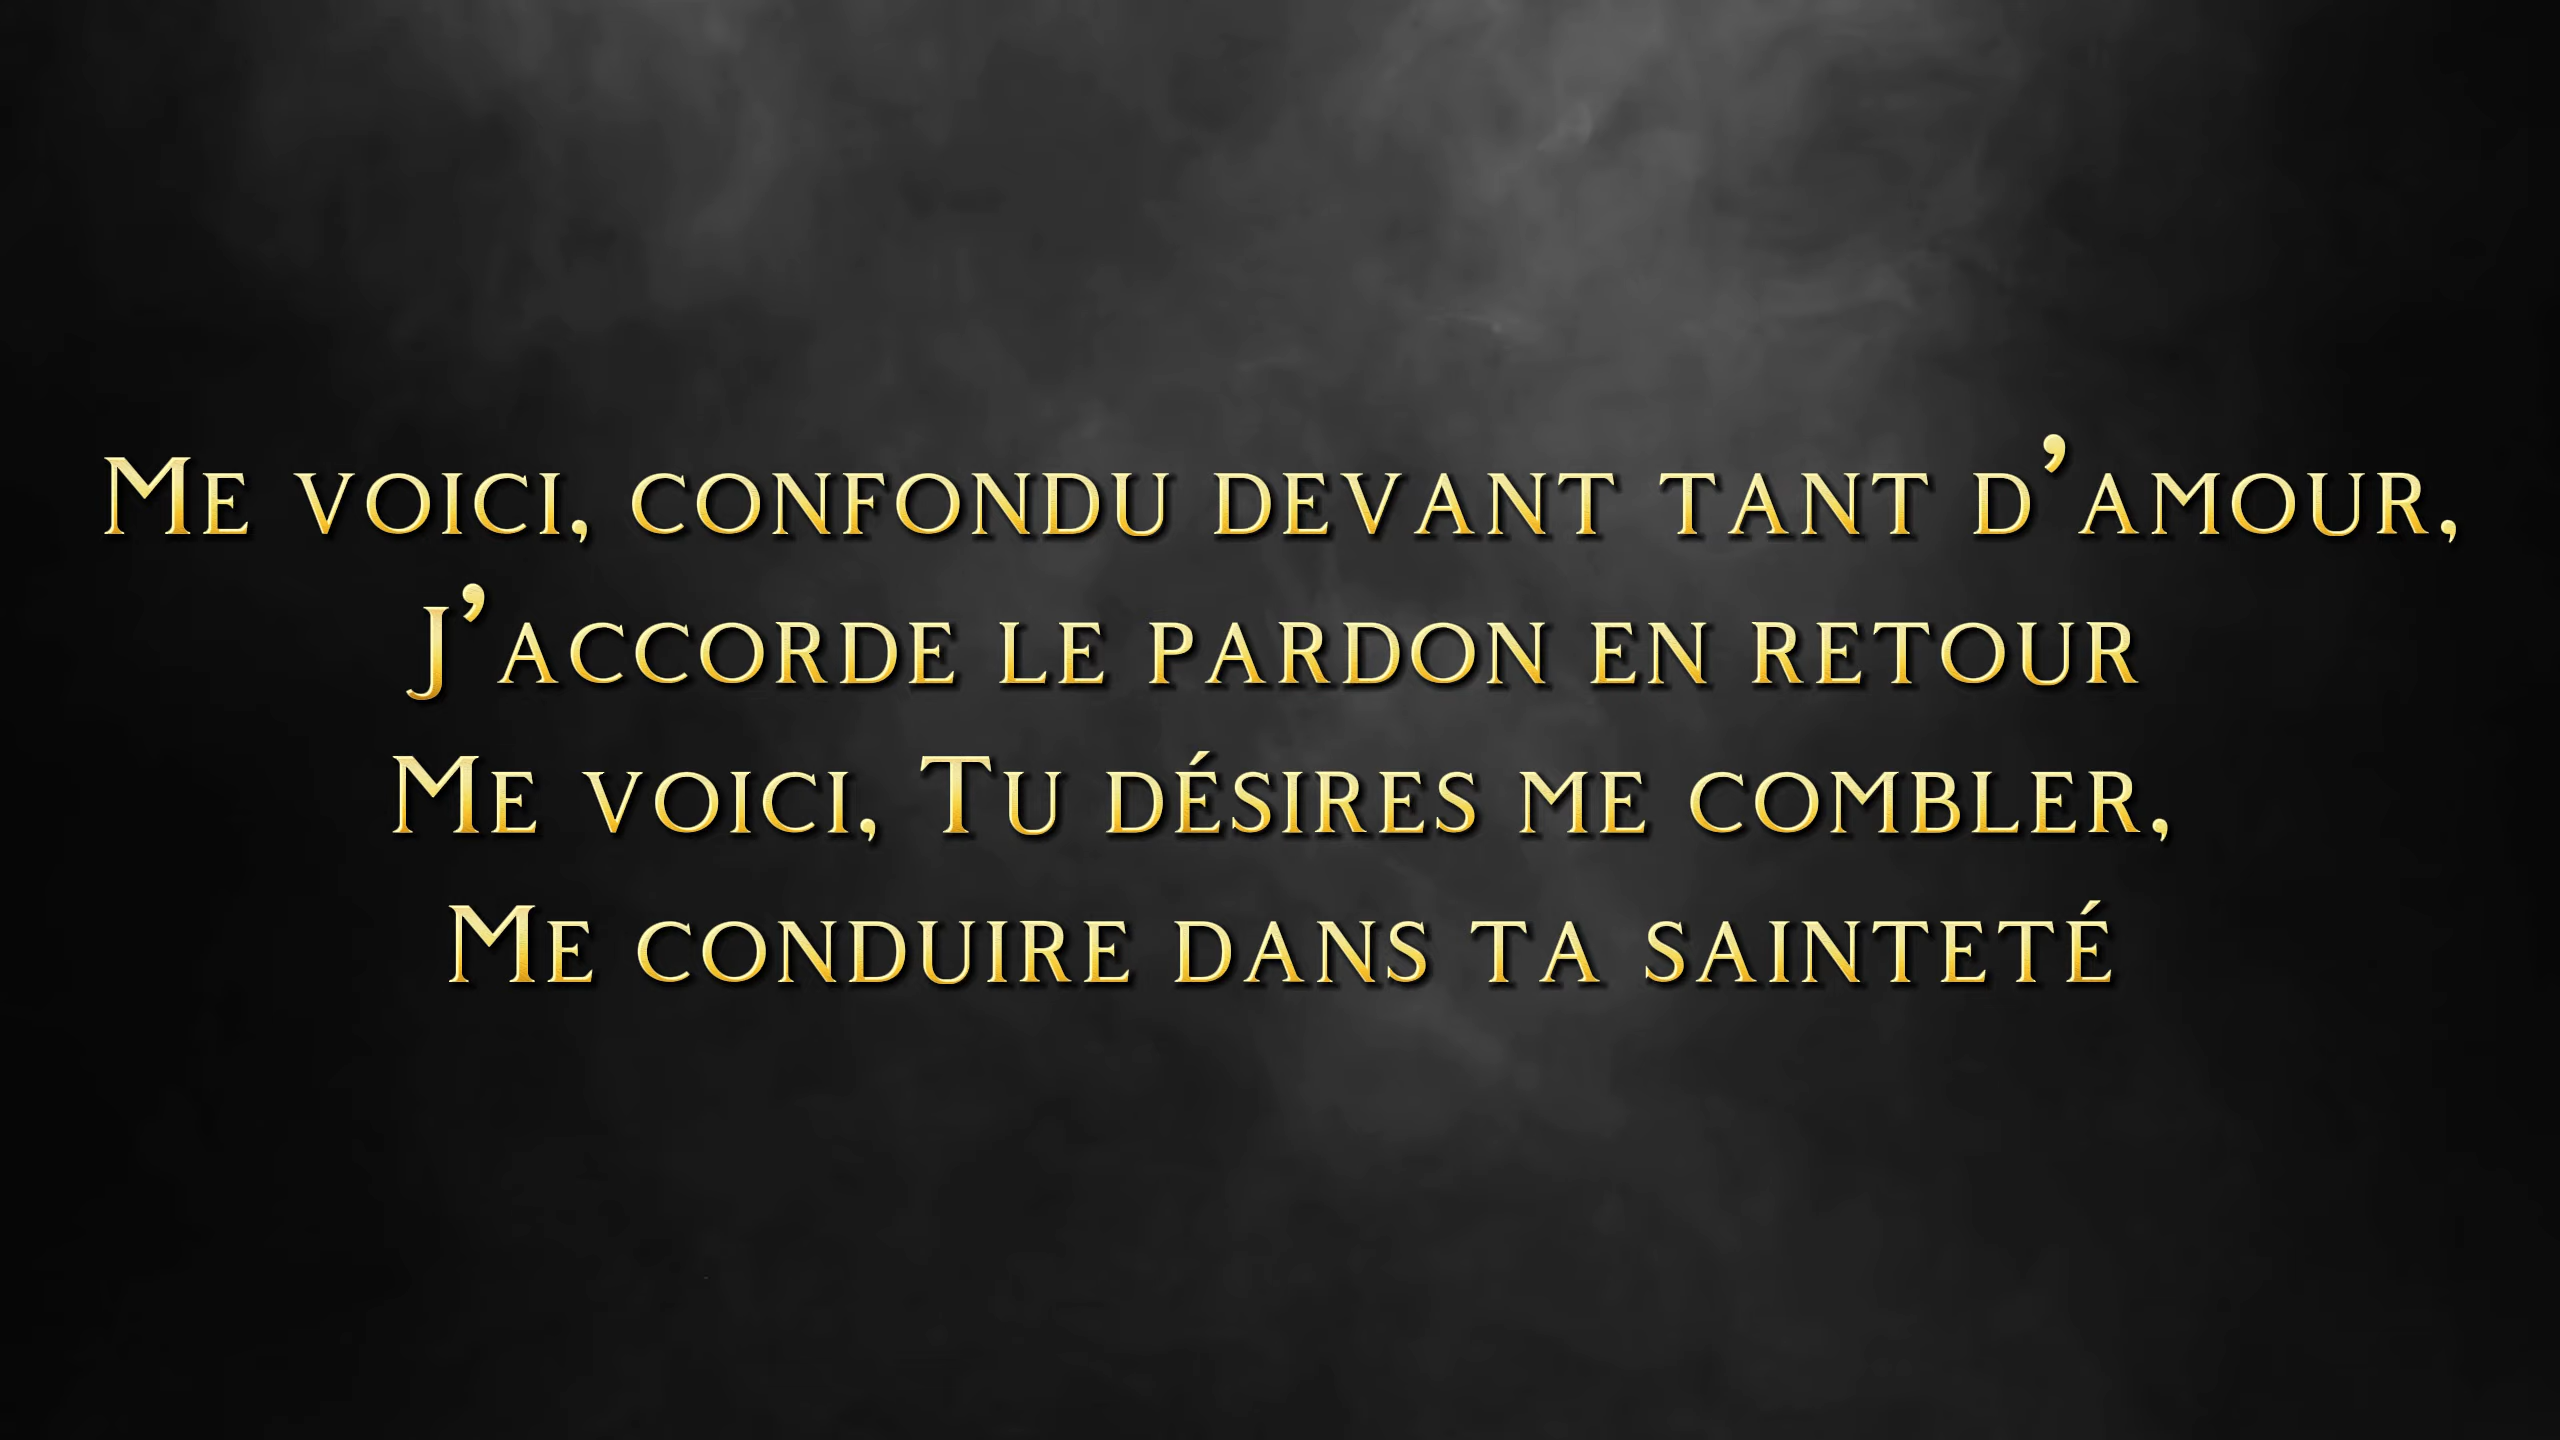 Me voici, confondu devant tant d’amour,
J’accorde le pardon en retour
Me voici, Tu désires me combler,
Me conduire dans ta sainteté